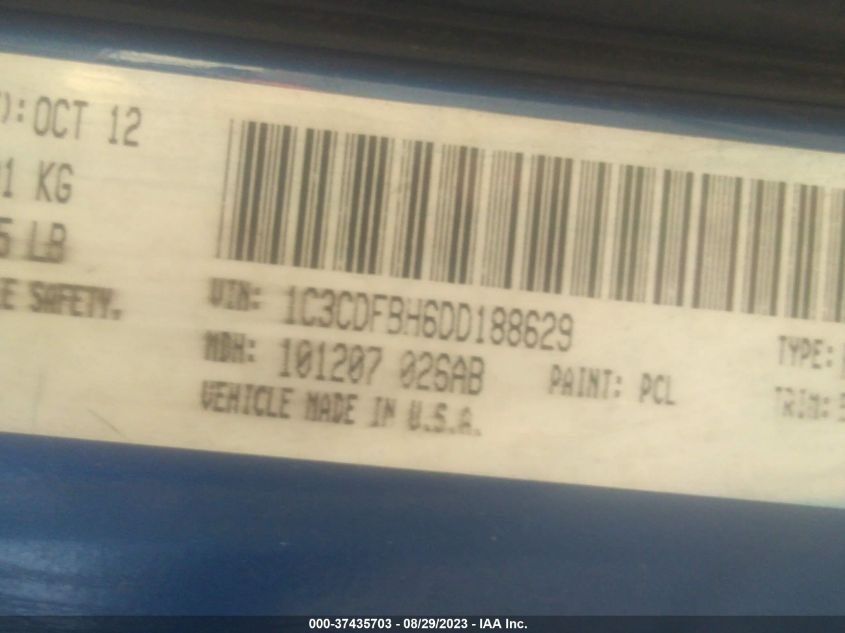 ): OCT 12
1 KG
5 LB
E SAFETY.
VIN: 1C3CDFBH6DD188629
MDH: 101207 026AB
PAINT: PCL
VEHICLE MADE IN U.S.A.
TYPE:
TRIM:
000-37435703 - 08/29/2023 - IAA Inc.